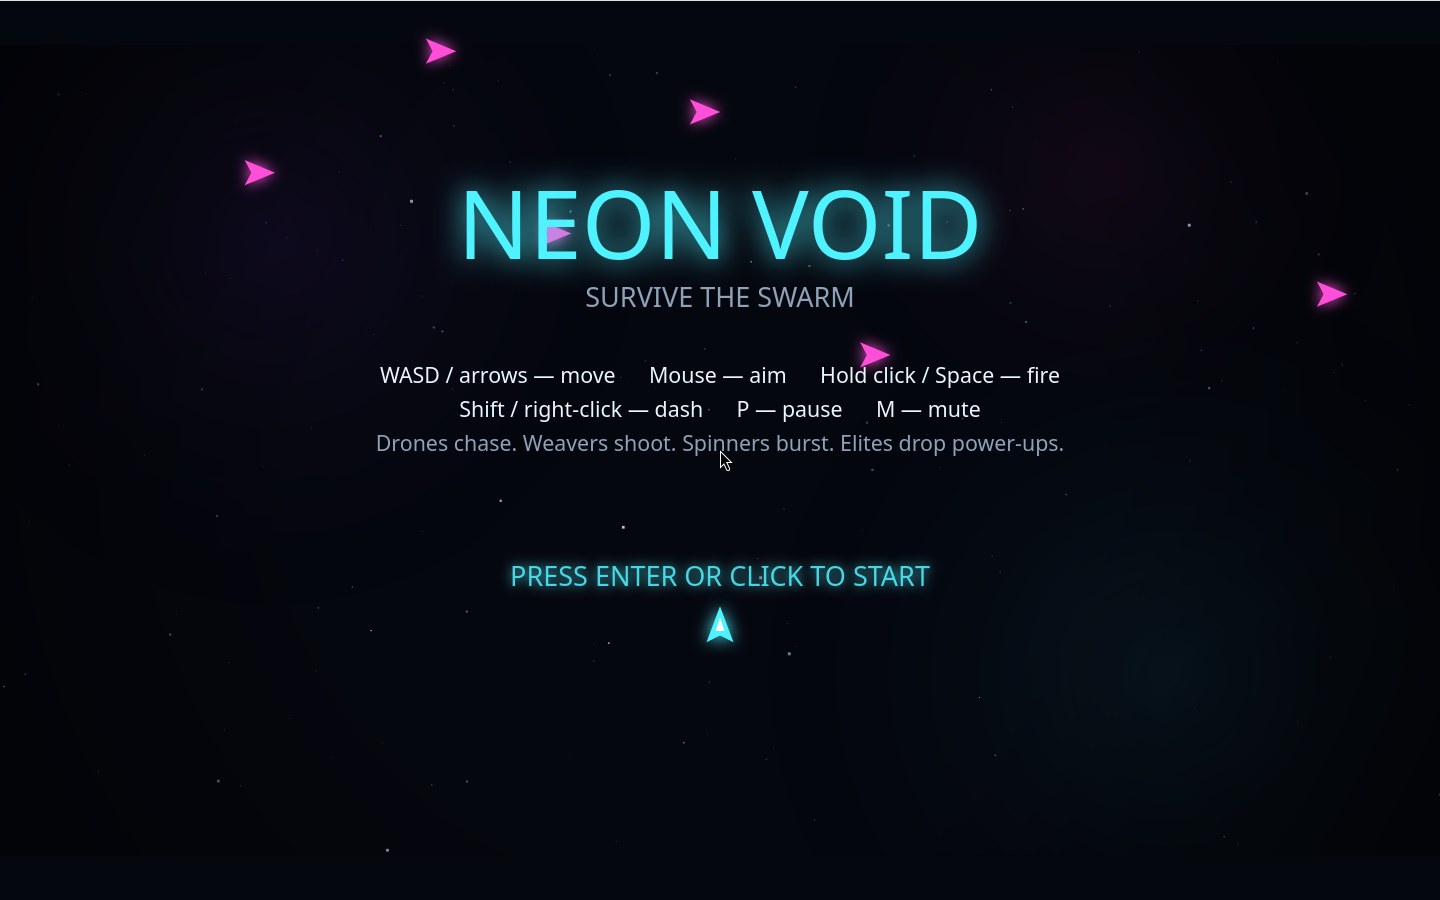 NEON VOID
SURVIVE THE SWARM
WASD / arrows — move Mouse — aim Hold click / Space — fire
Shift / right-click — dash P — pause M — mute
Drones chase. Weavers shoot. Spinners burst. Elites drop power-ups.
PRESS ENTER OR CLICK TO START